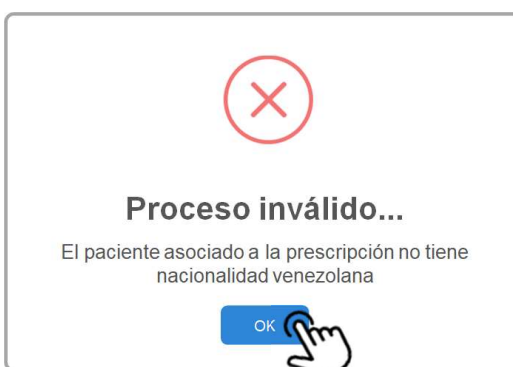 Proceso inválido...
El paciente asociado a la prescripción no tiene
nacionalidad venezolana
OK